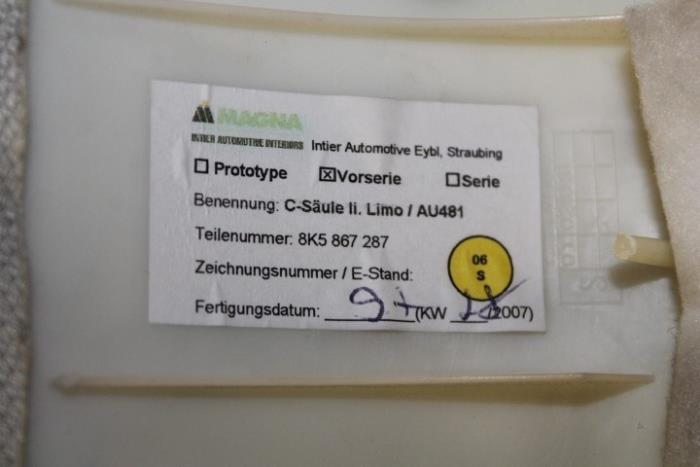 MAGNA
INTIER AUTOMOTIVE INTERIORS Intier Automotive Eybl, Straubing
☐ Prototype ☒Vorserie ☐Serie
Benennung: C-Säule li. Limo / AU481
Teilenummer: 8K5 867 287
06
S
Zeichnungsnummer / E-Stand:
Fertigungsdatum: (KW /2007)